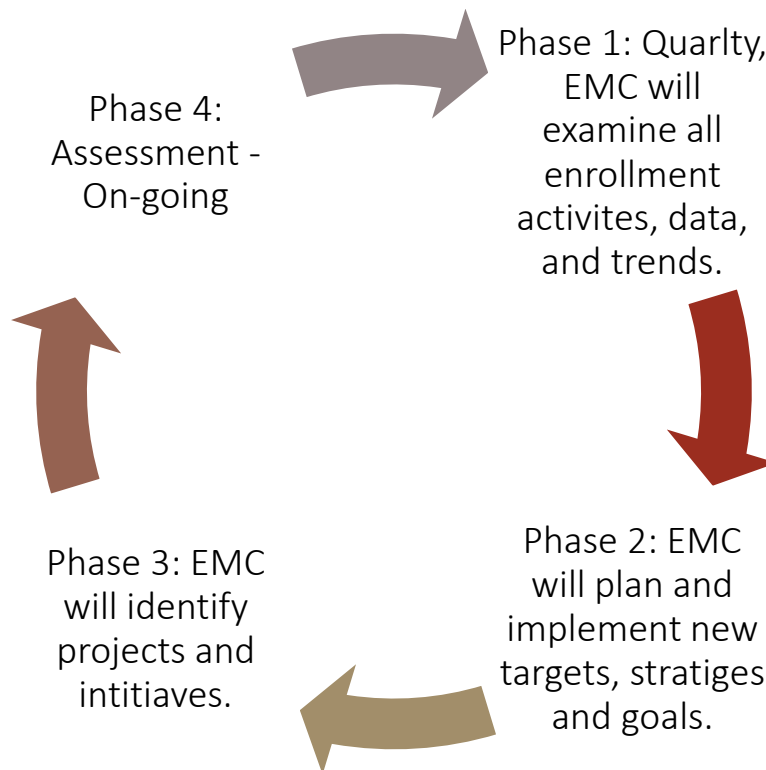 Phase 1: Quarlty,
EMC will
examine all
enrollment
activites, data,
and trends.
Phase 2: EMC
will plan and
implement new
targets, stratiges
and goals.
Phase 3: EMC
will identify
projects and
intitiaves.
Phase 4:
Assessment -
On-going